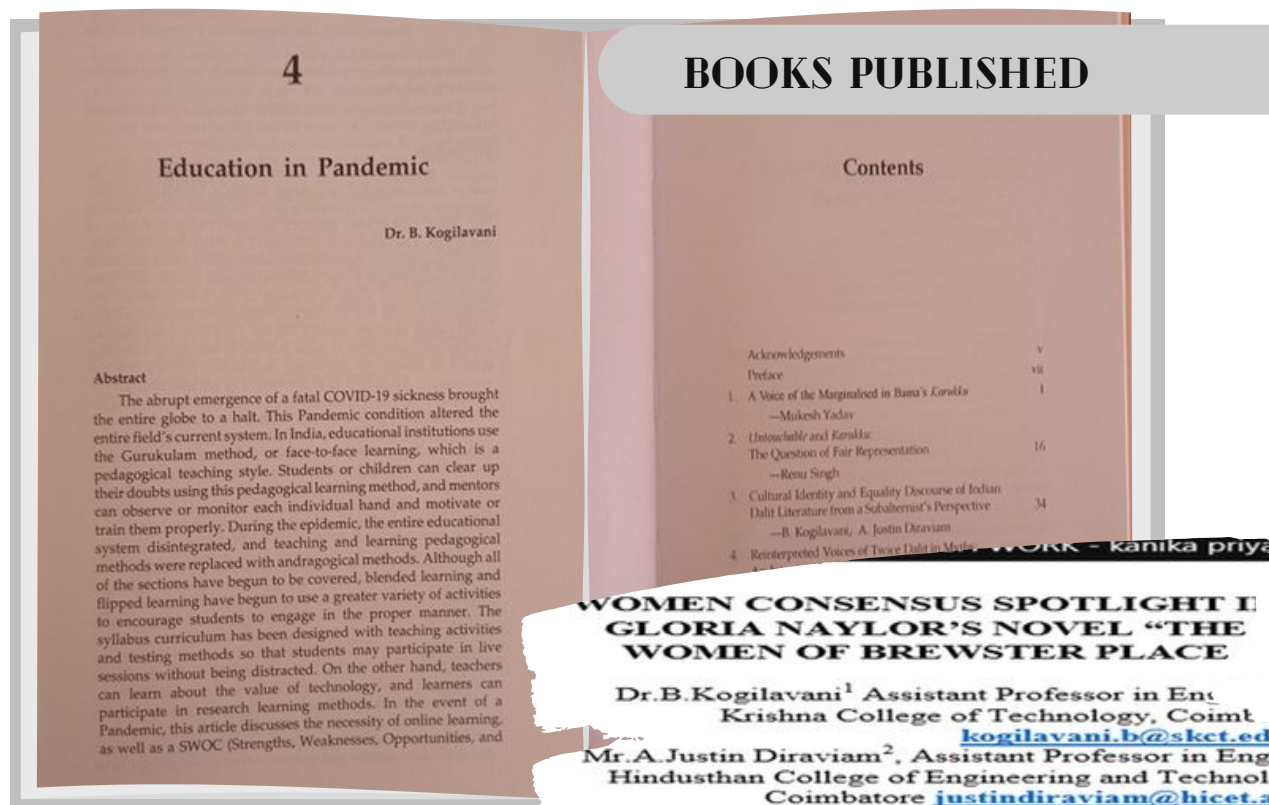 BOOKS PUBLISHED
4
Education in Pandemic
Dr. B. Kogilavani
Abstract
The abrupt emergence of a fatal COVID-19 sickness brought
the entire globe to a halt. This Pandemic condition altered the
entire field's current system. In India, educational institutions use
the Gurukulam method, or face-to-face learning, which is a
pedagogical teaching style. Students or children can clear up
their doubts using this pedagogical learning method, and mentors
can observe or monitor each individual hand and motivate or
train them properly. During the epidemic, the entire educational
system disintegrated, and teaching and learning pedagogical
methods were replaced with andragogical methods. Although all
of the sections have begun to be covered, blended learning and
flipped learning have begun to use a greater variety of activities
to encourage students to engage in the proper manner. The
syllabus curriculum has been designed with teaching activities
and testing methods so that students may participate in live
sessions without being distracted. On the other hand, teachers
can learn about the value of technology, and learners can
participate in research learning methods. In the event of a
Pandemic, this article discusses the necessity of online learning,
as well as a SWOC (Strengths, Weaknesses, Opportunities, and
Contents
Acknowledgements v
Preface vii
1. A Voice of the Marginalised in Bama's Karukku 1
—Mukesh Yadav
2. Untouchable and Karukku:
The Question of Fair Representation 16
—Renu Singh
3. Cultural Identity and Equality Discourse of Indian
Dalit Literature from a Subalternist's Perspective 34
—B. Kogilavani, A. Justin Diraviam
4. Reinterpreted Voices of Twice Dalit in Myths:
WORK - kanika priya
WOMEN CONSENSUS SPOTLIGHT I
GLORIA NAYLOR'S NOVEL “THE
WOMEN OF BREWSTER PLACE
Dr.B.Kogilavani1 Assistant Professor in Eng
Krishna College of Technology, Coimb
kogilavani.b@skct.ed
Mr.A.Justin Diraviam2, Assistant Professor in Eng
Hindusthan College of Engineering and Technol
Coimbatore justindiraviam@hicet.a